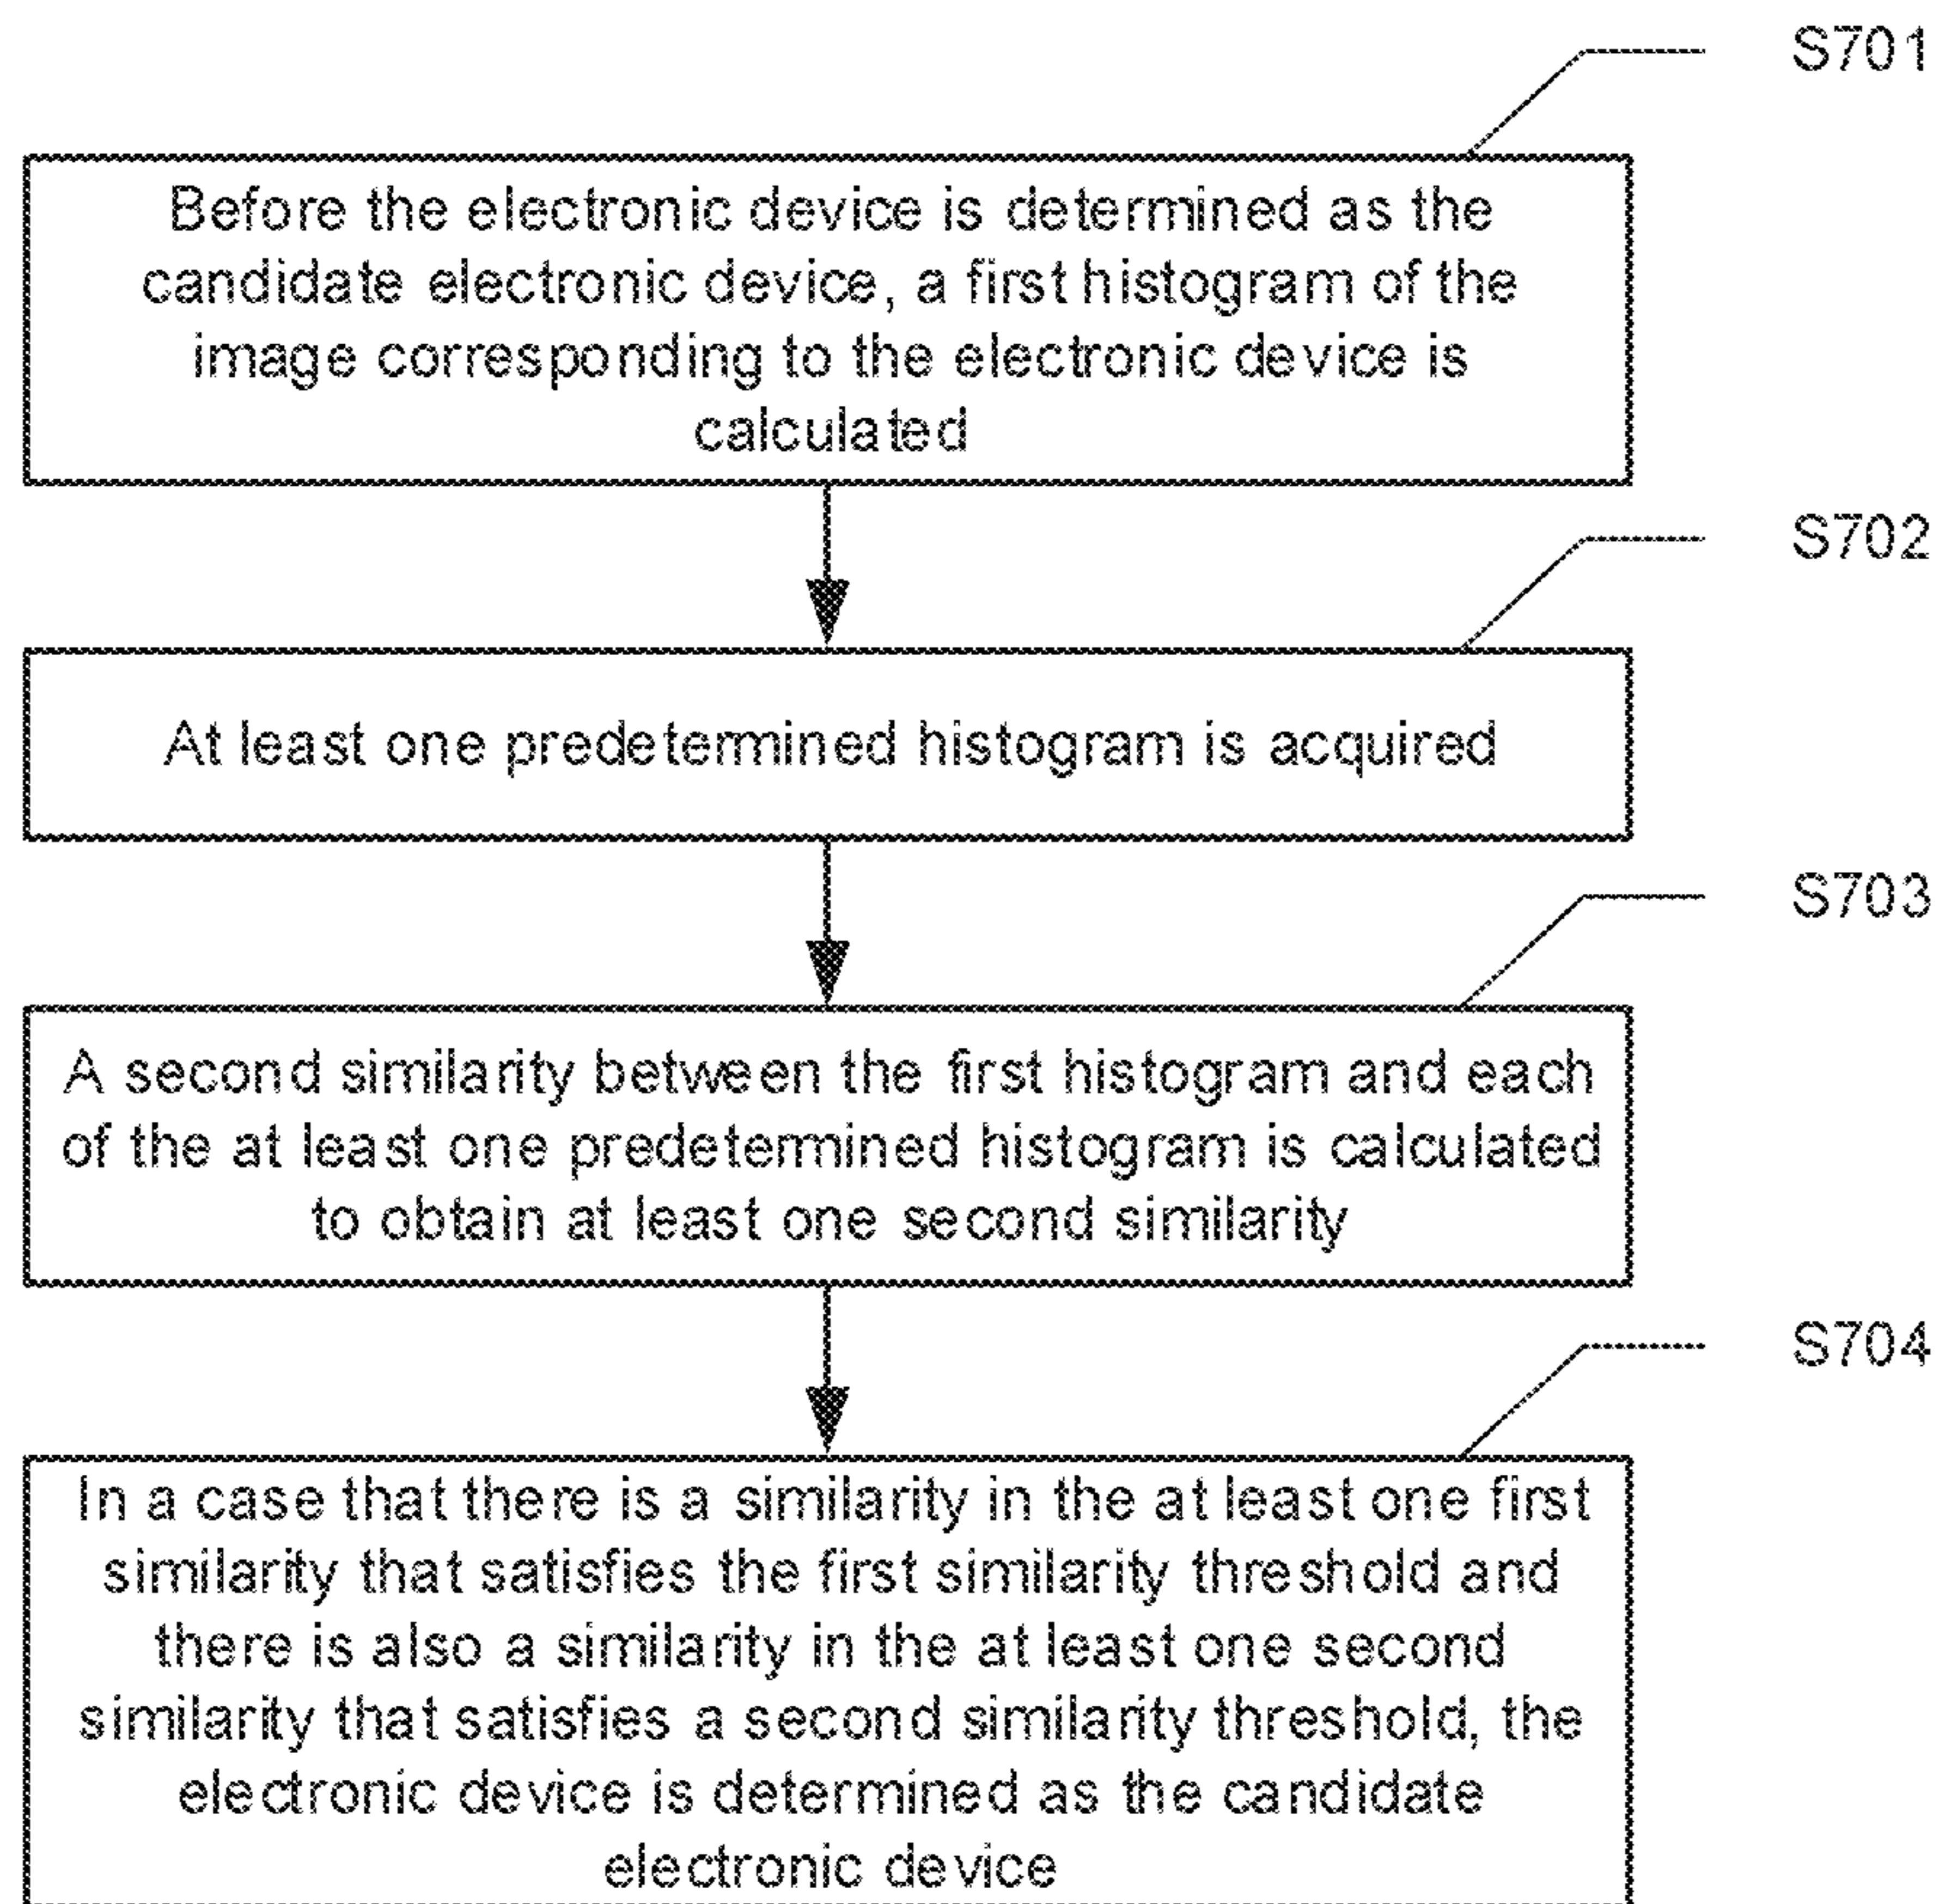 S701
Before the electronic device is determined as the
candidate electronic device, a first histogram of the
image corresponding to the electronic device is
calculated
S702
At least one predetermined histogram is acquired
S703
A second similarity between the first histogram and each
of the at least one predetermined histogram is calculated
to obtain at least one second similarity
S704
In a case that there is a similarity in the at least one first
similarity that satisfies the first similarity threshold and
there is also a similarity in the at least one second
similarity that satisfies a second similarity threshold, the
electronic device is determined as the candidate
electronic device